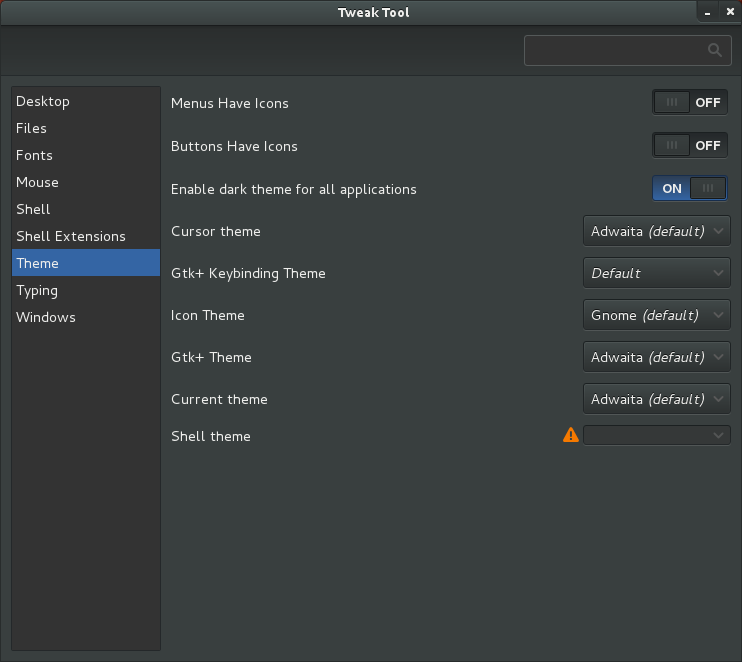 Tweak Tool
Desktop
Files
Fonts
Mouse
Shell
Shell Extensions
Theme
Typing
Windows
Menus Have Icons OFF
Buttons Have Icons OFF
Enable dark theme for all applications ON
Cursor theme Adwaita (default)
Gtk+ Keybinding Theme Default
Icon Theme Gnome (default)
Gtk+ Theme Adwaita (default)
Current theme Adwaita (default)
Shell theme